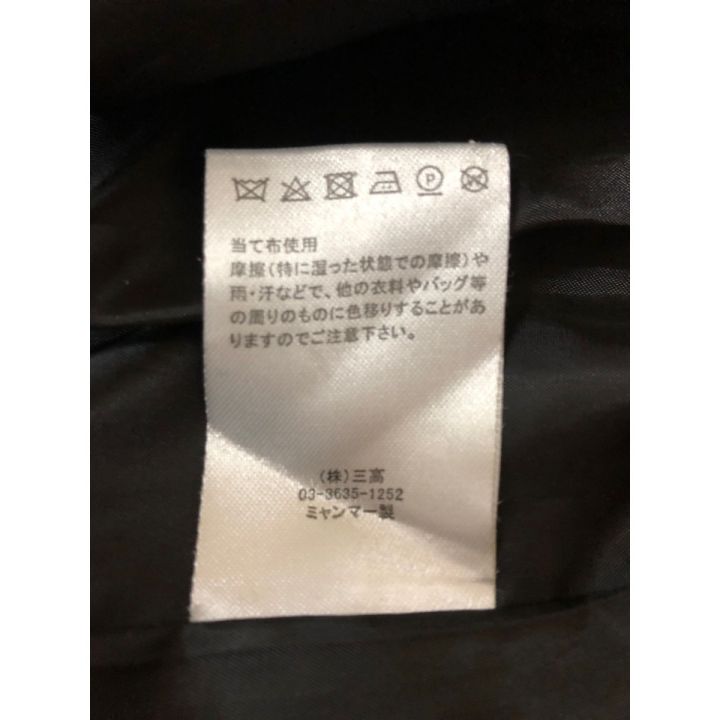 P
当て布使用
摩擦(特に湿った状態での摩擦)や
雨・汗などで、他の衣料やバッグ等
の周りのものに色移りすることがあ
りますのでご注意下さい。
(株)三高
03-3635-1252
ミャンマー製